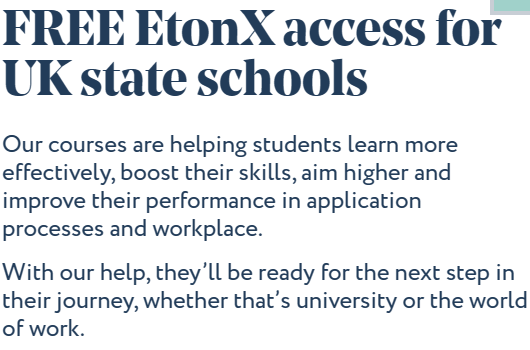 FREE EtonX access for
UK state schools
Our courses are helping students learn more
effectively, boost their skills, aim higher and
improve their performance in application
processes and workplace.
With our help, they'll be ready for the next step in
their journey, whether that's university or the world
of work.